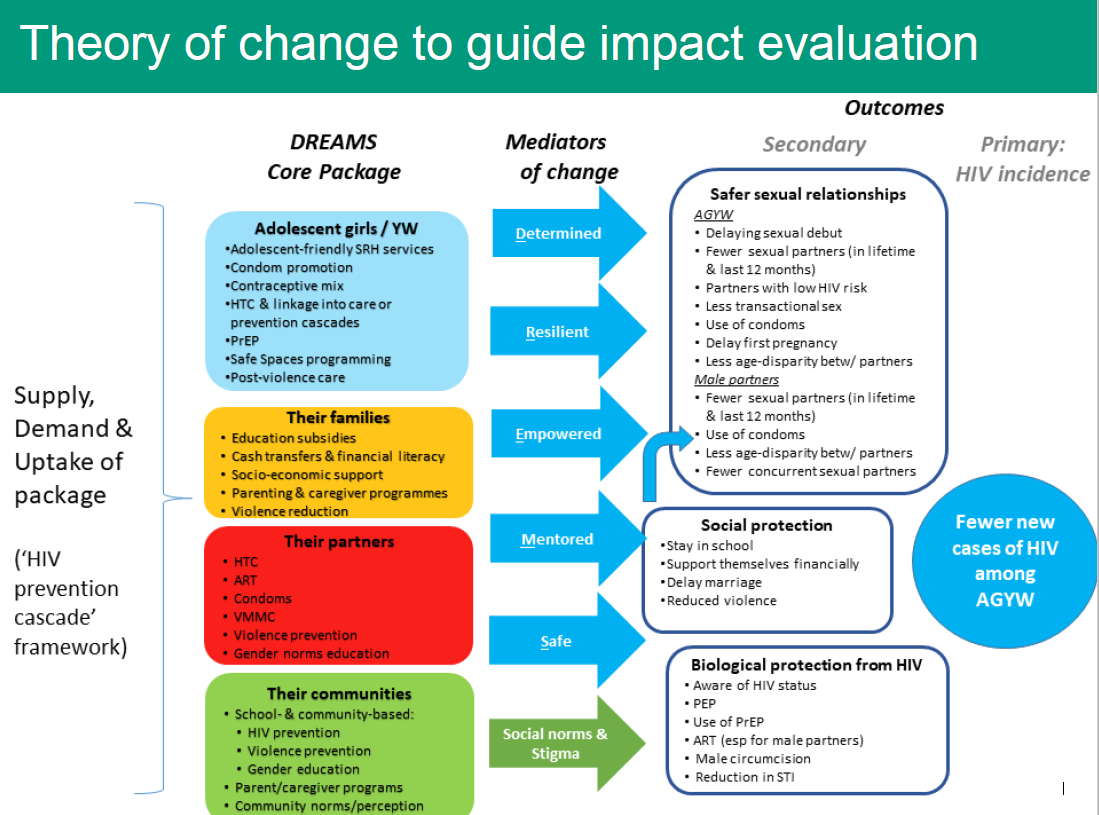 Theory of change to guide impact evaluation
Outcomes
DREAMS
Core Package
Mediators
of change
Secondary
Primary:
HIV incidence
Supply,
Demand &
Uptake of
package
('HIV
prevention
cascade'
framework)
Adolescent girls / YW
•Adolescent-friendly SRH services
•Condom promotion
•Contraceptive mix
•HTC & linkage into care or
prevention cascades
•PrEP
•Safe Spaces programming
•Post-violence care
Their families
• Education subsidies
• Cash transfers & financial literacy
• Socio-economic support
• Parenting & caregiver programmes
• Violence reduction
Their partners
• HTC
• ART
• Condoms
• VMMC
• Violence prevention
• Gender norms education
Their communities
• School- & community-based:
• HIV prevention
• Violence prevention
• Gender education
• Parent/caregiver programs
• Community norms/perception
Determined
Resilient
Empowered
Mentored
Safe
Social norms &
Stigma
Safer sexual relationships
AGYW
• Delaying sexual debut
• Fewer sexual partners (in lifetime
& last 12 months)
• Partners with low HIV risk
• Less transactional sex
• Use of condoms
• Delay first pregnancy
• Less age-disparity betw/ partners
Male partners
• Fewer sexual partners (in lifetime
& last 12 months)
• Use of condoms
• Less age-disparity betw/ partners
• Fewer concurrent sexual partners
Social protection
•Stay in school
•Support themselves financially
•Delay marriage
•Reduced violence
Biological protection from HIV
• Aware of HIV status
• PEP
• Use of PrEP
• ART (esp for male partners)
• Male circumcision
• Reduction in STI
Fewer new
cases of HIV
among
AGYW